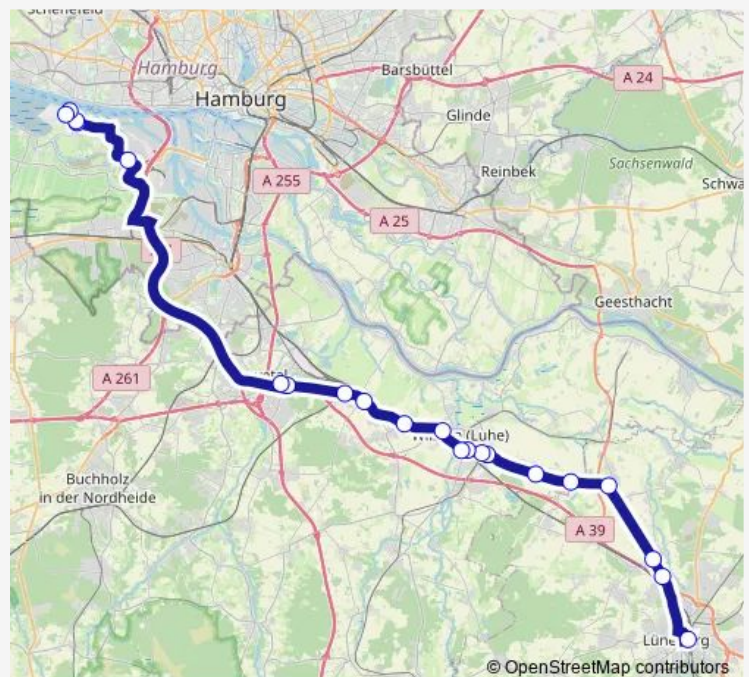 Schenefeld
Hamburg
Hamburg
Barsbüttel
A 24
Glinde
Reinbek
Sachsenwald
Schwa
A 255
A 25
Geesthacht
A 261
(Luhe)
Buchholz
in der Nordheide
A 39
© OpenStreetMap contributors